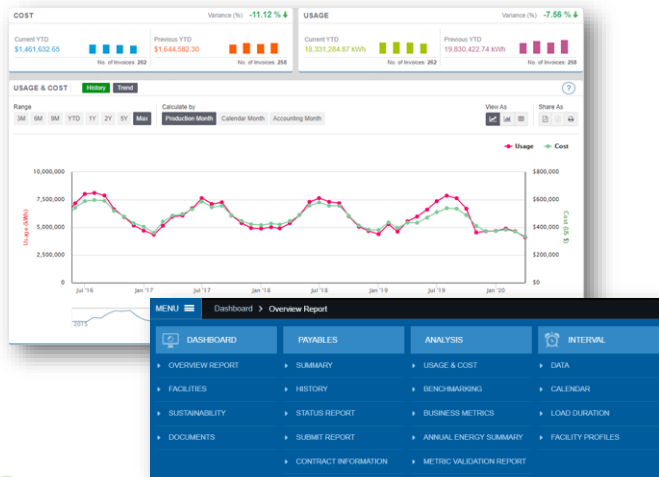 COST Variance (%) -11.12 %
Current YTD Previous YTD
$1,461,632.65 $1,644,582.30
No. of Invoices: 262 No. of Invoices: 258
USAGE Variance (%) -7.56 %
Current YTD Previous YTD
18,331,284.87 kWh 19,830,422.74 kWh
No. of Invoices: 262 No. of Invoices: 258
USAGE & COST History Trend ?
Range Calculate by View As Share As
3M 6M 9M YTD 1Y 2Y 5Y Max Production Month Calendar Month Accounting Month
Usage Cost
10,000,000 $800,000
7,500,000 $600,000
5,000,000 $400,000
2,500,000 $200,000
0 $0
Usage (kWh)
Cost (US $)
Jul '16 Jan '17 Jul '17 Jan '18 Jul '18 Jan '19 Jul '19 Jan '20
2015
MENU Dashboard > Overview Report
DASHBOARD PAYABLES ANALYSIS INTERVAL
OVERVIEW REPORT SUMMARY USAGE & COST DATA
FACILITIES HISTORY BENCHMARKING CALENDAR
SUSTAINABILITY STATUS REPORT BUSINESS METRICS LOAD DURATION
DOCUMENTS SUBMIT REPORT ANNUAL ENERGY SUMMARY FACILITY PROFILES
CONTRACT INFORMATION METRIC VALIDATION REPORT